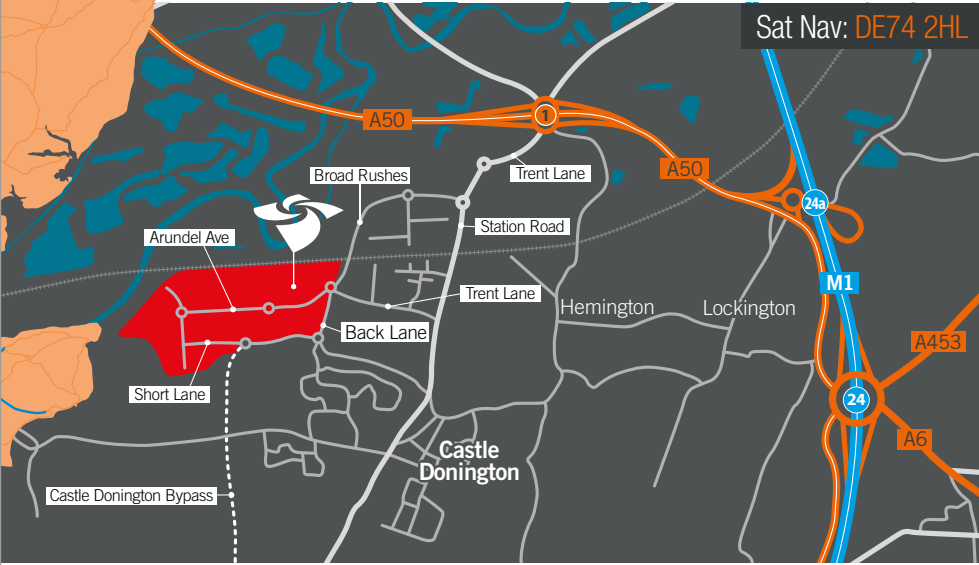 Sat Nav: DE74 2HL
A50
1
A50
Trent Lane
Broad Rushes
24a
Station Road
Arundel Ave
M1
Trent Lane
Hemington
Lockington
Back Lane
A453
Short Lane
24
A6
Castle
Donington
Castle Donington Bypass